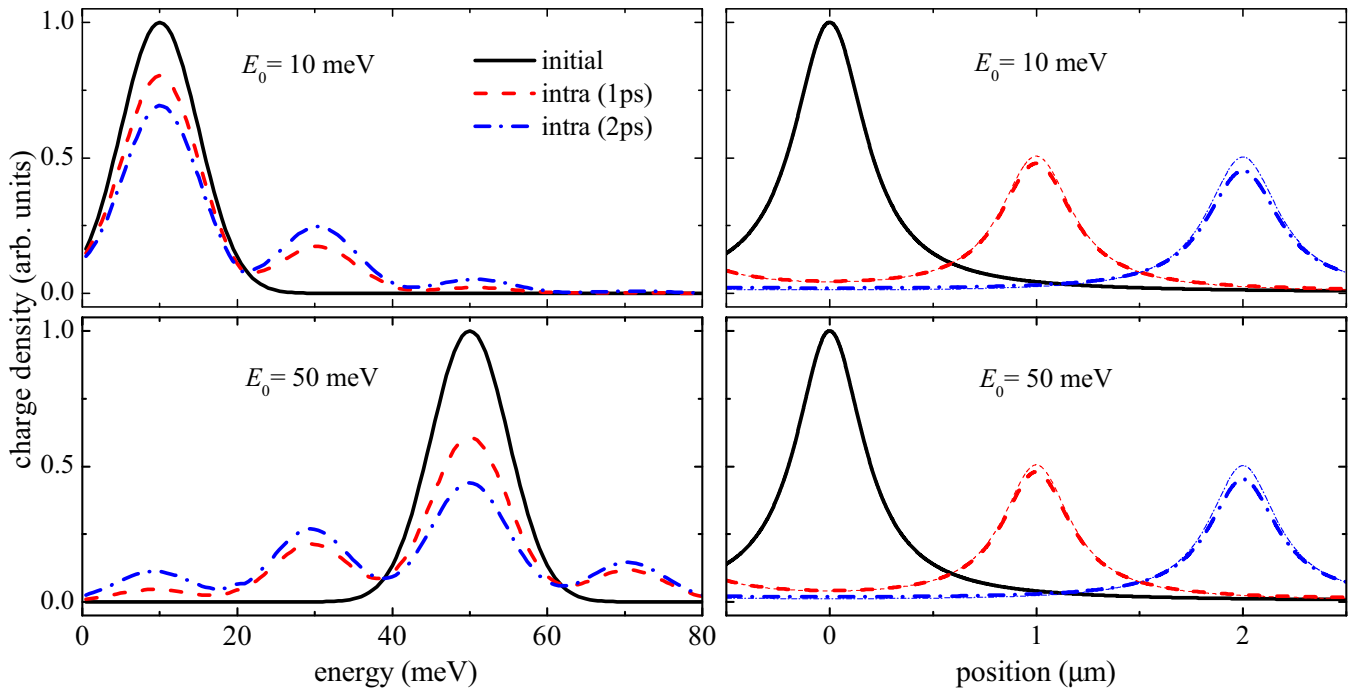 charge density (arb. units)
1.0
0.5
0.0
E0= 10 meV
initial
intra (1ps)
intra (2ps)
E0= 10 meV
1.0
0.5
0.0
E0= 50 meV
E0= 50 meV
0 20 40 60 80
0 1 2
energy (meV)
position (μm)